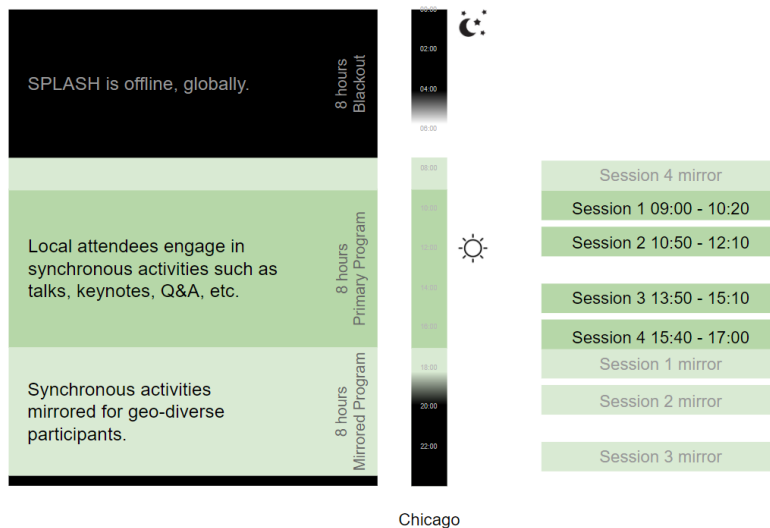 SPLASH is offline, globally.
8 hours
Blackout
Local attendees engage in
synchronous activities such as
talks, keynotes, Q&A, etc.
8 hours
Primary Program
Synchronous activities
mirrored for geo-diverse
participants.
8 hours
Mirrored Program
00:00
02:00
04:00
06:00
08:00
10:00
12:00
14:00
16:00
18:00
20:00
22:00
Chicago
Session 4 mirror
Session 1 09:00 - 10:20
Session 2 10:50 - 12:10
Session 3 13:50 - 15:10
Session 4 15:40 - 17:00
Session 1 mirror
Session 2 mirror
Session 3 mirror